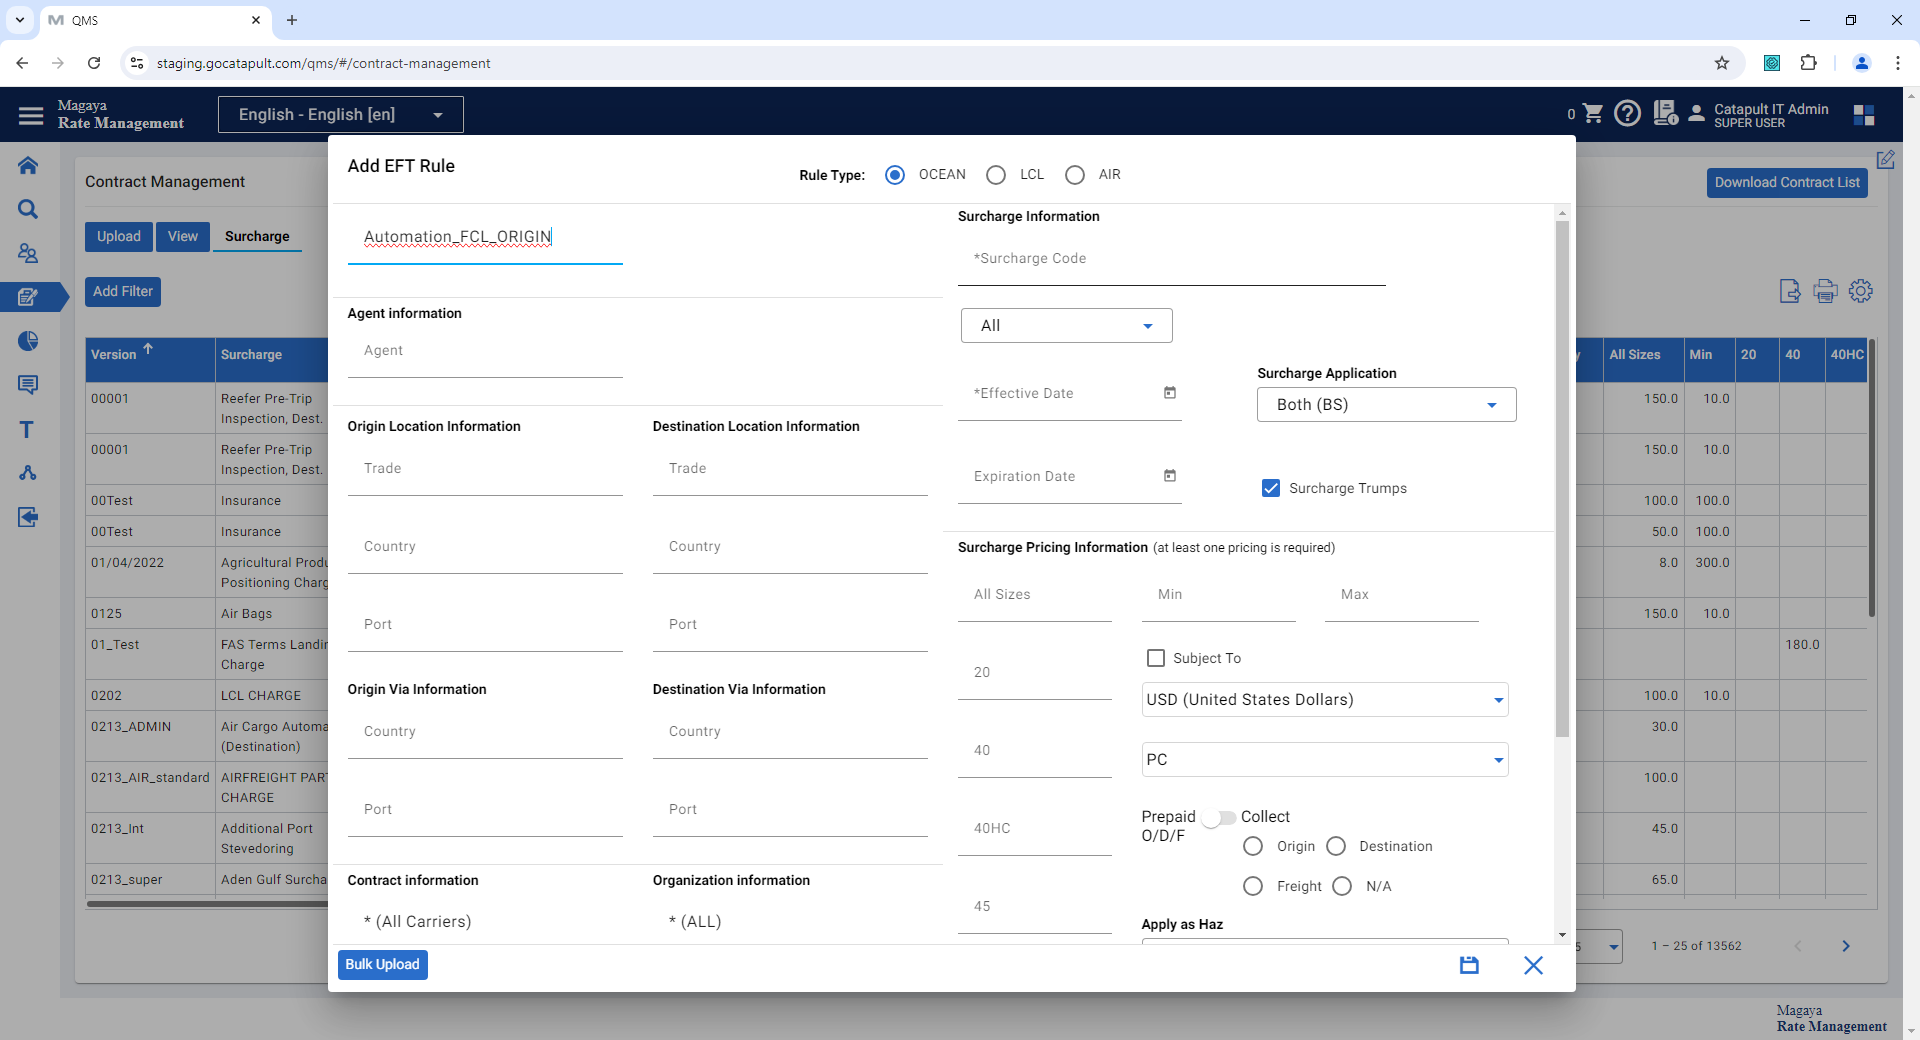 QMS
staging.gocatapult.com/qms/#/contract-management
Magaya
Rate Management
English - English [en]
0
Catapult IT Admin
SUPER USER
Contract Management
Download Contract List
Upload
View
Surcharge
Add Filter
Version
Surcharge
All Sizes
Min
20
40
40HC
00001
Reefer Pre-Trip
Inspection, Dest.
150.0
10.0
00001
Reefer Pre-Trip
Inspection, Dest.
150.0
10.0
00Test
Insurance
100.0
100.0
00Test
Insurance
50.0
100.0
01/04/2022
Agricultural Produ
Positioning Charg
8.0
300.0
0125
Air Bags
150.0
10.0
01_Test
FAS Terms Landin
Charge
180.0
0202
LCL CHARGE
100.0
10.0
0213_ADMIN
Air Cargo Automa
(Destination)
30.0
0213_AIR_standard
AIRFREIGHT PAR
CHARGE
100.0
0213_Int
Additional Port
Stevedoring
45.0
0213_super
Aden Gulf Surcha
65.0
5
1 – 25 of 13562
Add EFT Rule
Rule Type:
OCEAN
LCL
AIR
Automation_FCL_ORIGIN
Agent information
Agent
Origin Location Information
Destination Location Information
Trade
Trade
Country
Country
Port
Port
Origin Via Information
Destination Via Information
Country
Country
Port
Port
Contract information
Organization information
* (All Carriers)
* (ALL)
Surcharge Information
*Surcharge Code
All
*Effective Date
Surcharge Application
Both (BS)
Expiration Date
Surcharge Trumps
Surcharge Pricing Information (at least one pricing is required)
All Sizes
Min
Max
20
Subject To
USD (United States Dollars)
40
PC
40HC
Prepaid
Collect
O/D/F
Origin
Destination
Freight
N/A
45
Apply as Haz
Bulk Upload
Magaya
Rate Management